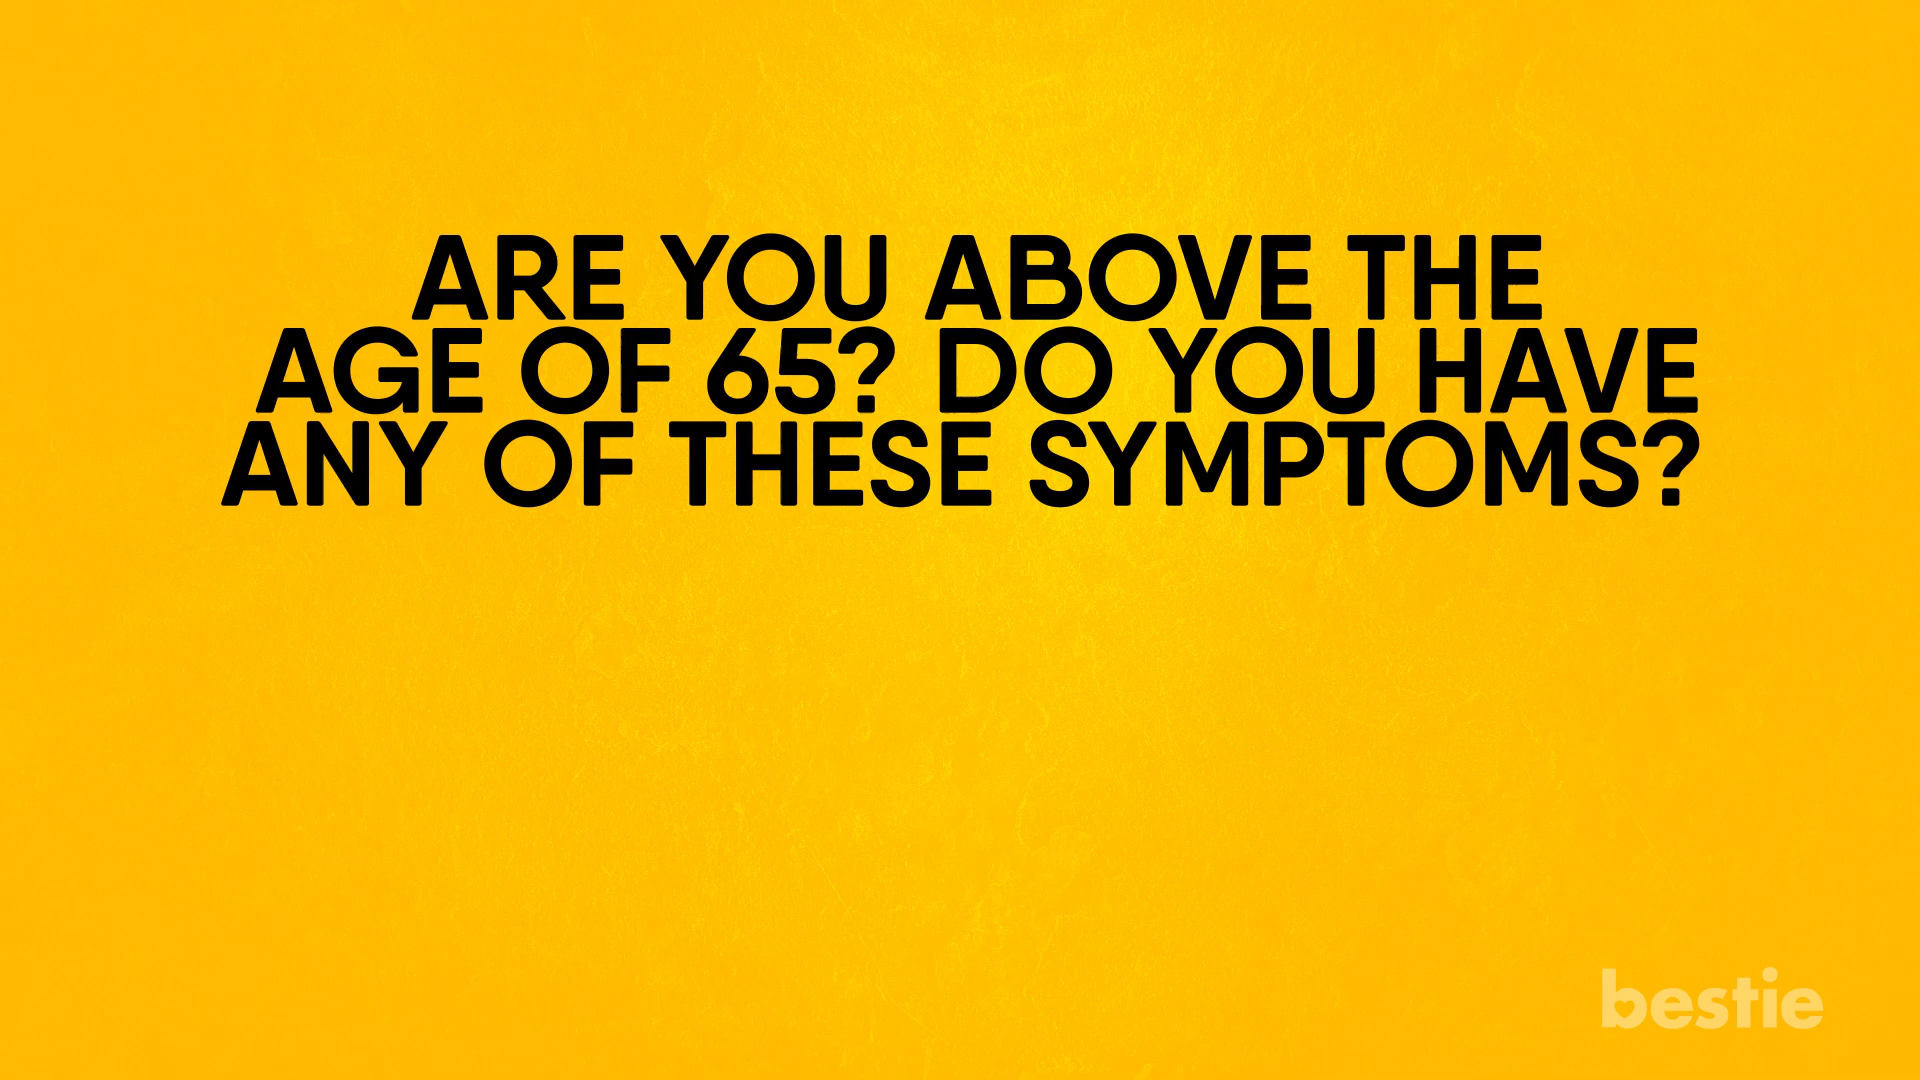 ARE YOU ABOVE THE
AGE OF 65? DO YOU HAVE
ANY OF THESE SYMPTOMS?
bestie